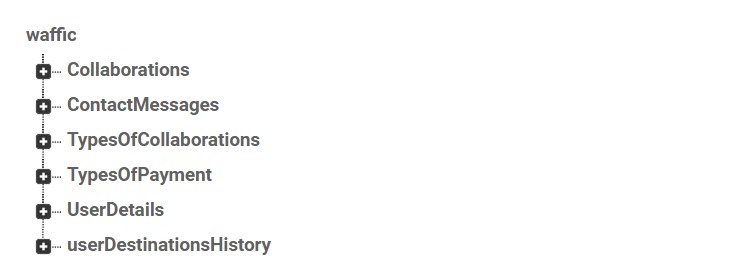 waffic
Collaborations
ContactMessages
TypesOfCollaborations
TypesOfPayment
UserDetails
userDestinationsHistory